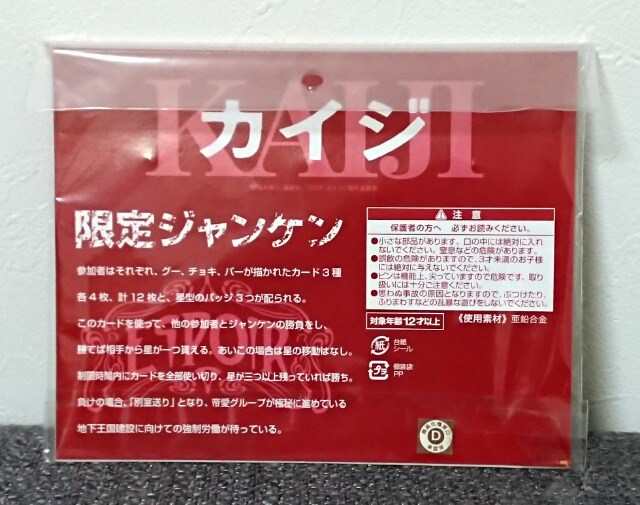 KAIJI
カイジ
限定ジャンケン
参加者はそれぞれ、グー、チョキ、パーが描かれたカード3種
各4枚、計12枚と、星型のバッジ3つが配られる。
このカードを使って、他の参加者とジャンケンの勝負をし、
勝てば相手から星が一つ貰える。あいこの場合は星の移動はなし。
制限時間内にカードを全部使い切り、星が三つ以上残っていれば勝ち。
負けの場合、「別室送り」となり、帝愛グループが極秘に進めている
地下王国建設に向けての強制労働が待っている。
⚠ 注 意
保護者の方へ 必ずお読みください。
●小さな部品があります。口の中には絶対に入れ
ないでください。窒息などの危険があります。
●誤飲の危険がありますので、3才未満のお子様
には絶対に与えないでください。
●ピンは機能上、尖っていますので危険です。取り
扱いには十分ご注意ください。
●思わぬ事故の原因となりますので、ぶつけたり、
ふりまわすなどの乱暴な遊びをしないでください。
対象年齢12才以上
《使用素材》亜鉛合金
紙
台紙
シール
プラ
個装袋
PP
D